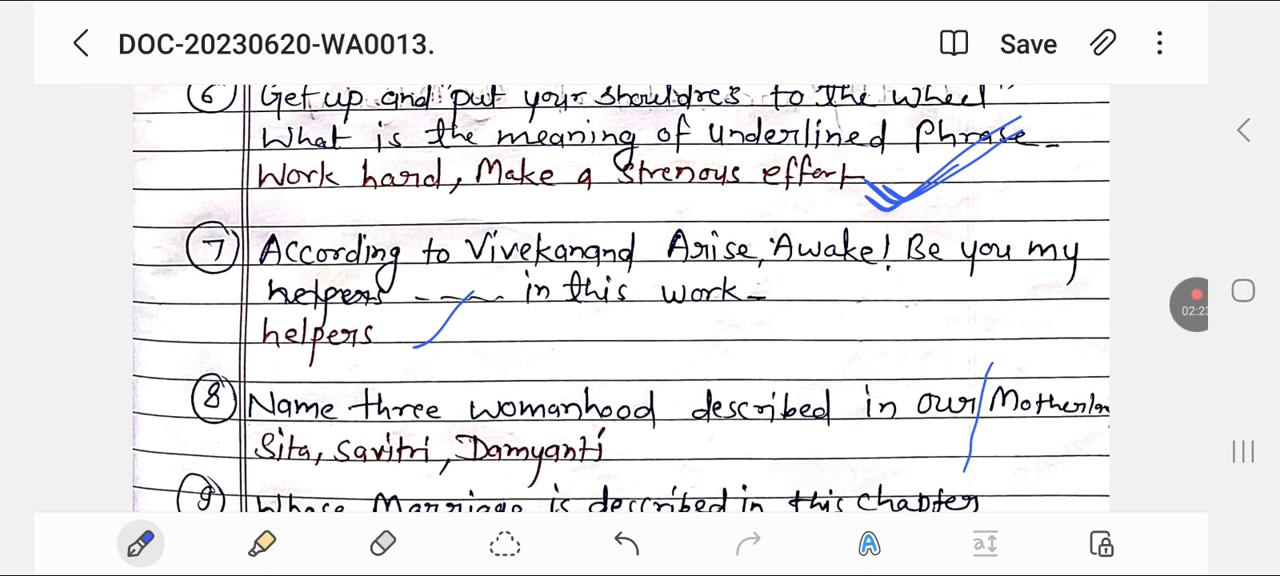 DOC-20230620-WA0013.
Save
(6) Get up and "put your shouldres to the wheel"
What is the meaning of underlined Phrase-
Work hard, Make a Strenous effort
(7) According to Vivekanand Arise, Awake! Be you my
helpers ---- in this work-
helpers
02:23
(8) Name three womanhood described in our
Sita, Savitri, Damyanti
(9) Whose Marriage is described in this chapter
A
a